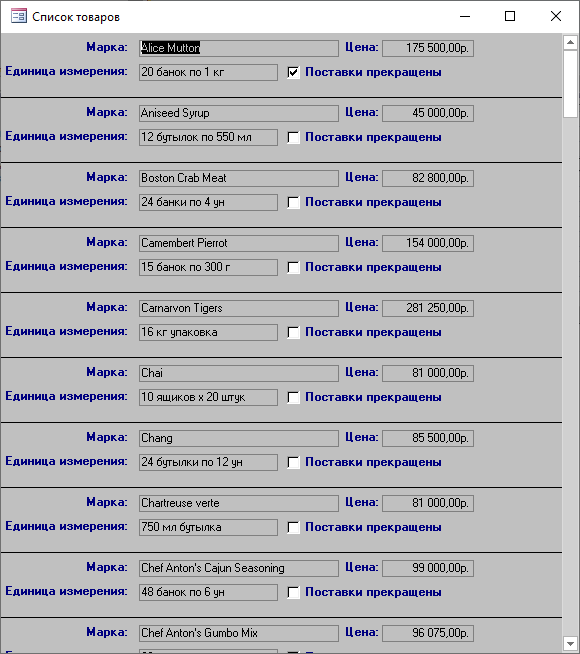 Список товаров
Марка: Alice Mutton Цена: 175 500,00р.
Единица измерения: 20 банок по 1 кг Поставки прекращены
Марка: Aniseed Syrup Цена: 45 000,00р.
Единица измерения: 12 бутылок по 550 мл Поставки прекращены
Марка: Boston Crab Meat Цена: 82 800,00р.
Единица измерения: 24 банки по 4 ун Поставки прекращены
Марка: Camembert Pierrot Цена: 154 000,00р.
Единица измерения: 15 банок по 300 г Поставки прекращены
Марка: Carnarvon Tigers Цена: 281 250,00р.
Единица измерения: 16 кг упаковка Поставки прекращены
Марка: Chai Цена: 81 000,00р.
Единица измерения: 10 ящиков x 20 штук Поставки прекращены
Марка: Chang Цена: 85 500,00р.
Единица измерения: 24 бутылки по 12 ун Поставки прекращены
Марка: Chartreuse verte Цена: 81 000,00р.
Единица измерения: 750 мл бутылка Поставки прекращены
Марка: Chef Anton's Cajun Seasoning Цена: 99 000,00р.
Единица измерения: 48 банок по 6 ун Поставки прекращены
Марка: Chef Anton's Gumbo Mix Цена: 96 075,00р.